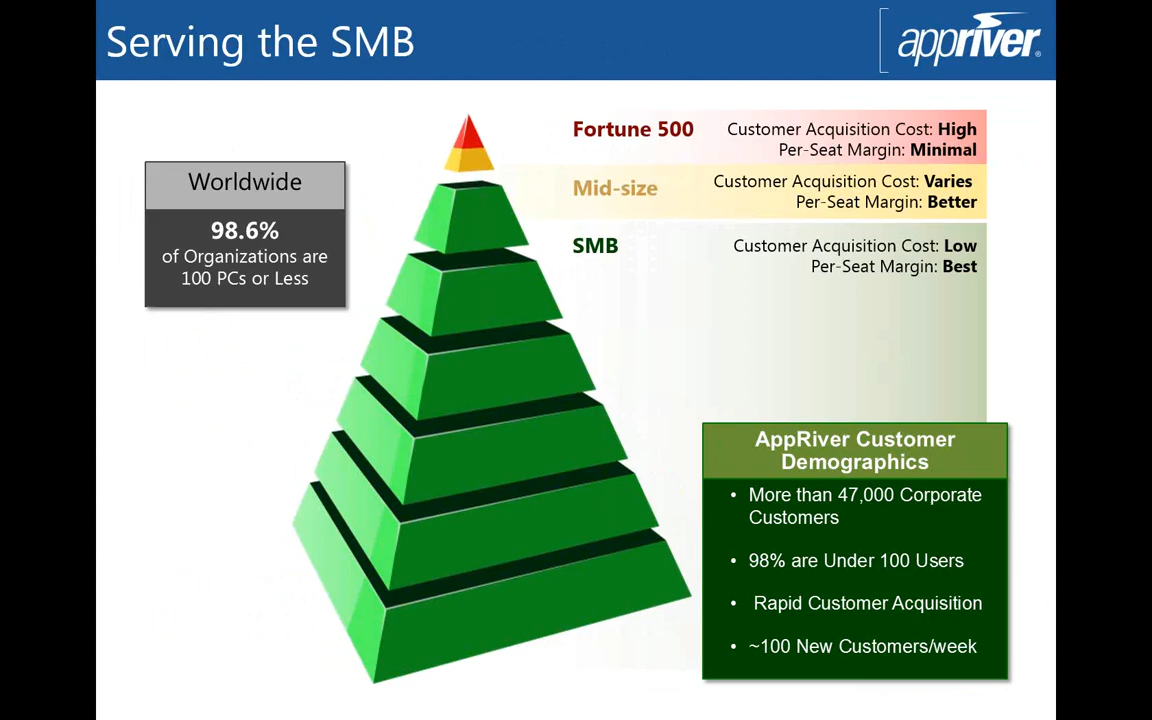 Serving the SMB
appriver®
Worldwide
98.6%
of Organizations are
100 PCs or Less
Fortune 500
Customer Acquisition Cost: High
Per-Seat Margin: Minimal
Mid-size
Customer Acquisition Cost: Varies
Per-Seat Margin: Better
SMB
Customer Acquisition Cost: Low
Per-Seat Margin: Best
AppRiver Customer
Demographics
• More than 47,000 Corporate
Customers
• 98% are Under 100 Users
• Rapid Customer Acquisition
• ~100 New Customers/week